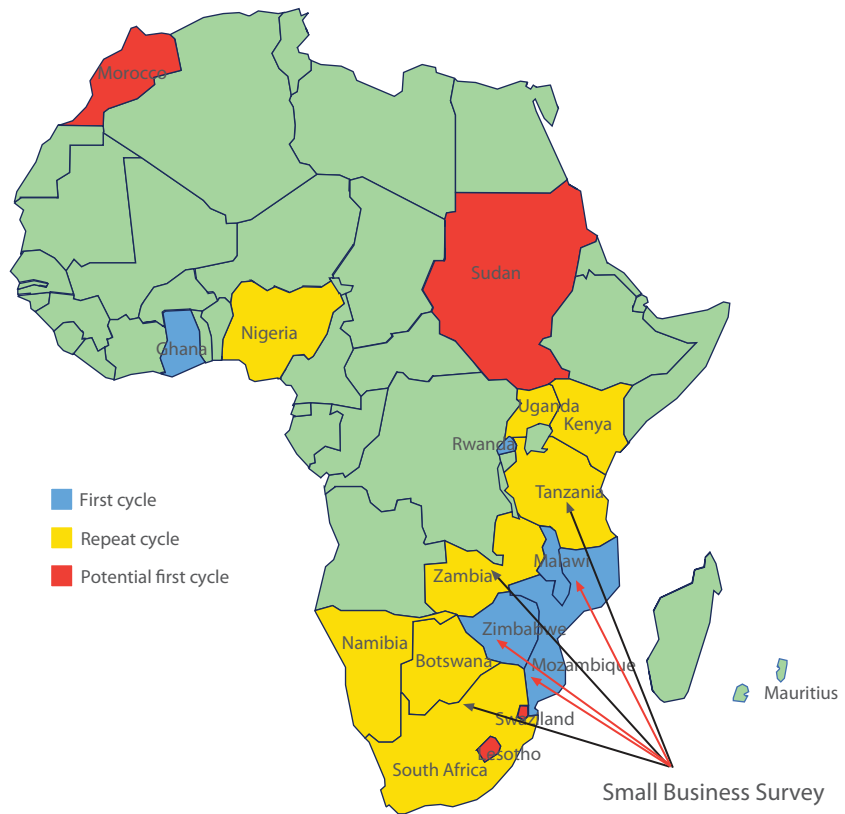 Morocco
Sudan
Nigeria
Ghana
Uganda
Kenya
Rwanda
Tanzania
First cycle
Repeat cycle
Potential first cycle
Malawi
Zambia
Zimbabwe
Namibia
Botswana
Mozambique
Mauritius
Swaziland
Lesotho
South Africa
Small Business Survey